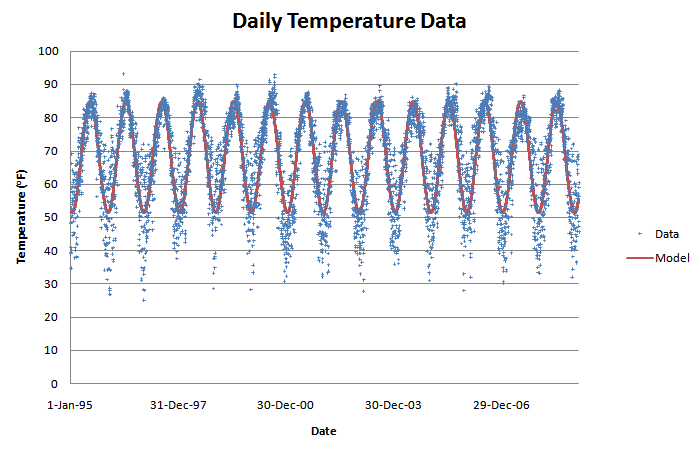 Daily Temperature Data
100
90
80
70
60
50
40
30
20
10
0
Temperature (°F)
1-Jan-95 31-Dec-97 30-Dec-00 30-Dec-03 29-Dec-06
Date
Data
Model